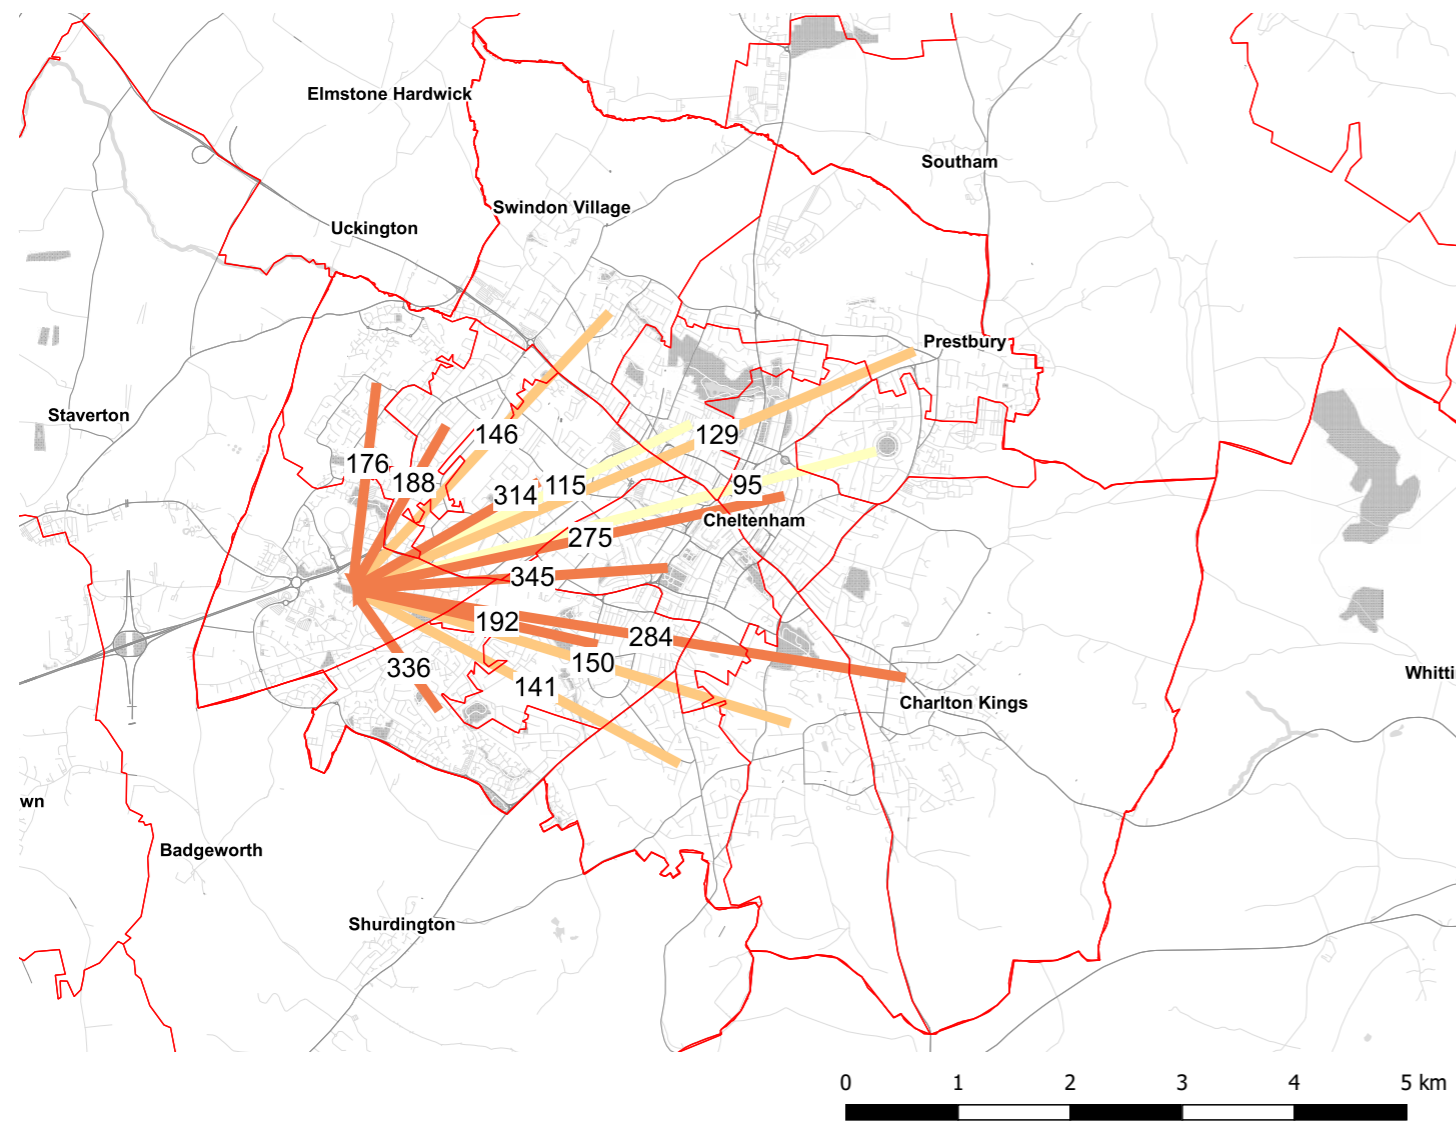 Elmstone Hardwick
Southam
Swindon Village
Uckington
Prestbury
Staverton
146
129
176
188
115
95
314
Cheltenham
275
345
192
284
150
336
141
Whitti
Charlton Kings
wn
Badgeworth
Shurdington
0 1 2 3 4 5 km